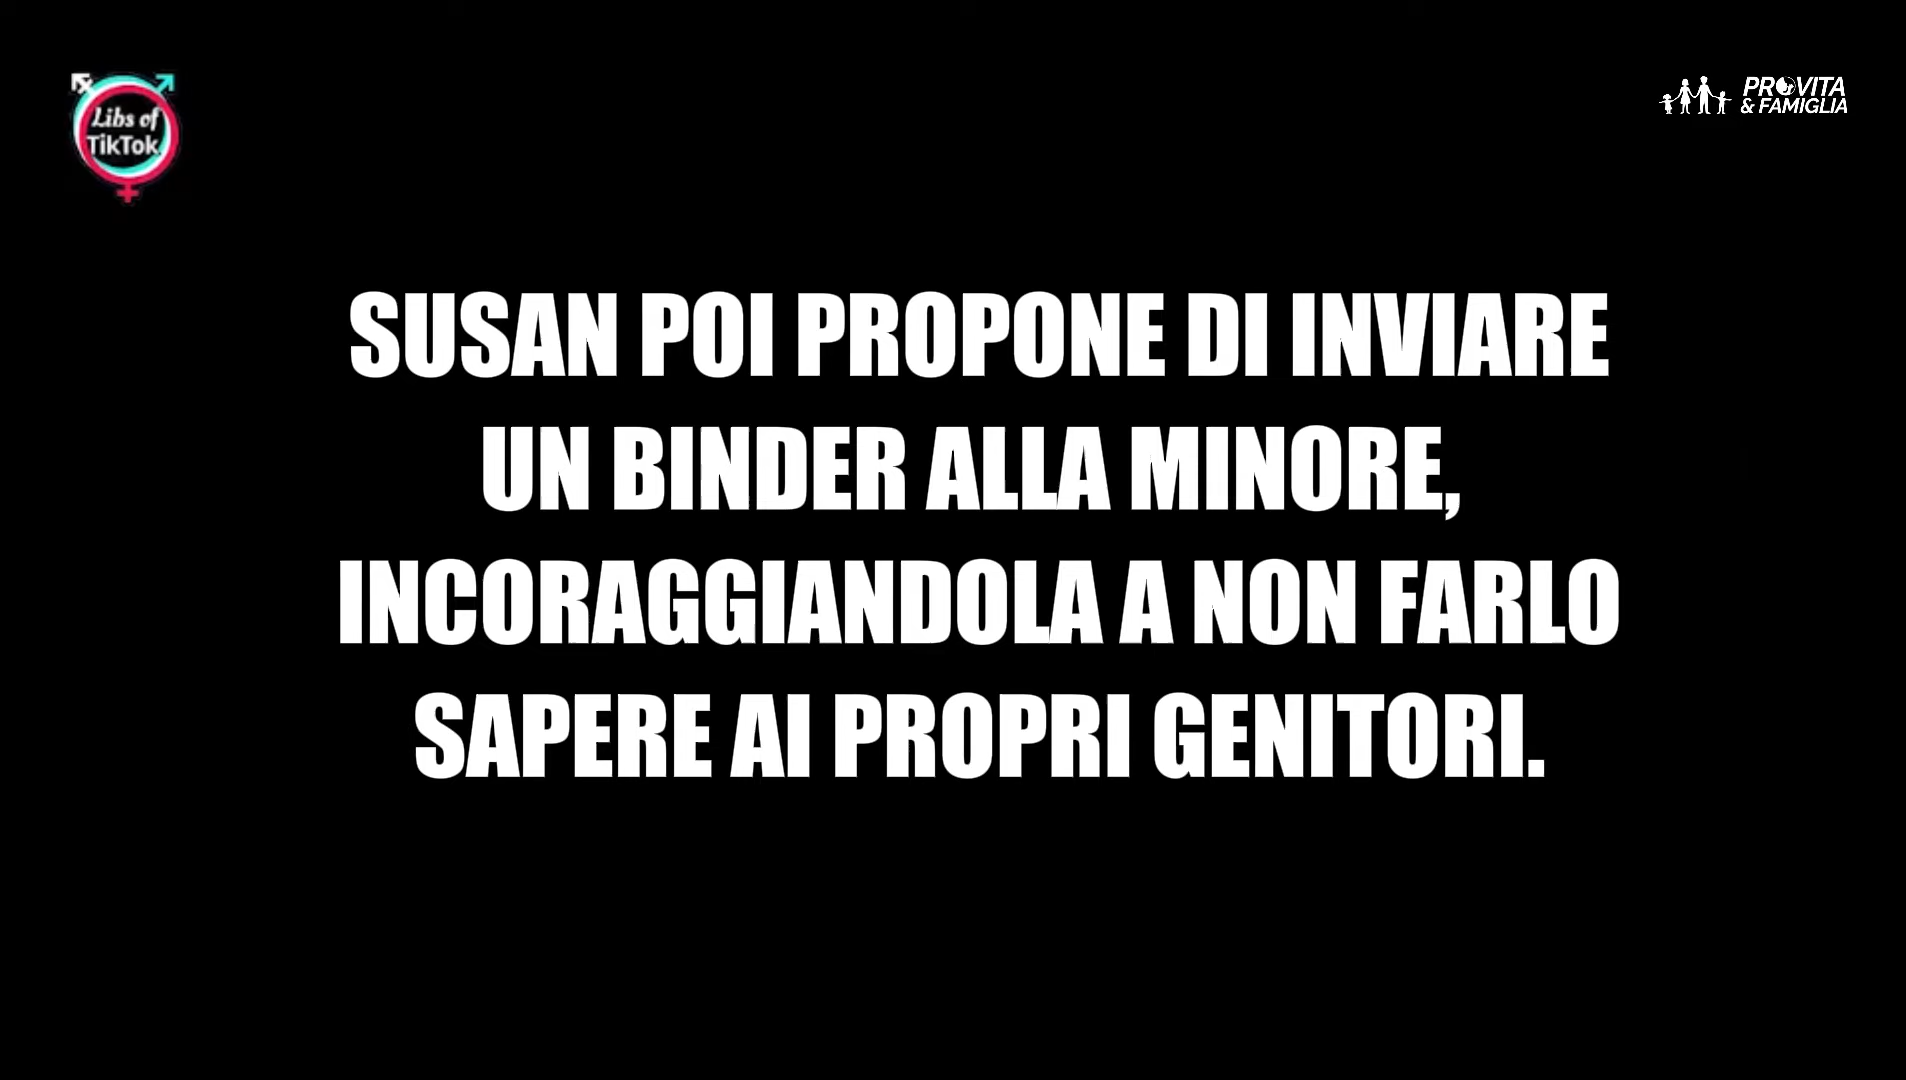 Libs of
TikTok
PROVITA
& FAMIGLIA
SUSAN POI PROPONE DI INVIARE
UN BINDER ALLA MINORE,
INCORAGGIANDOLA A NON FARLO
SAPERE AI PROPRI GENITORI.